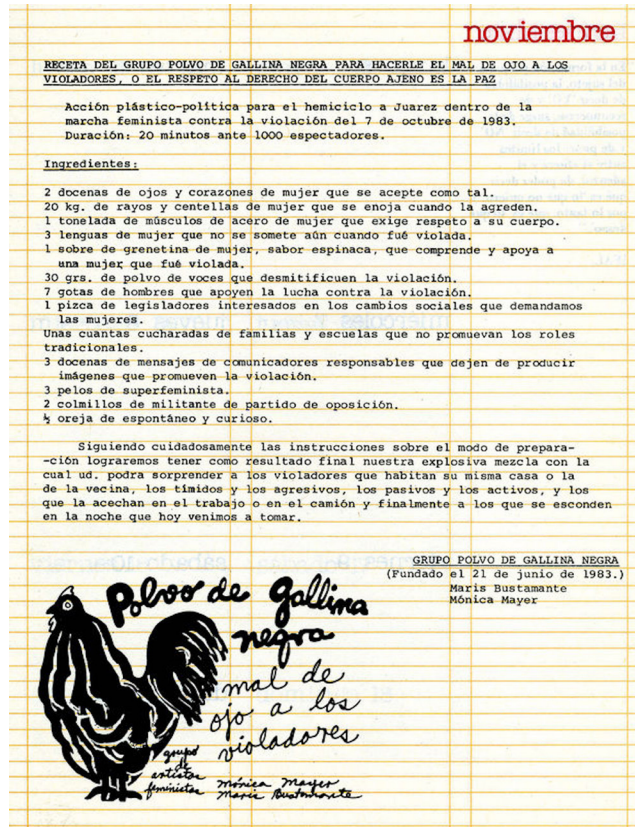 noviembre
RECETA DEL GRUPO POLVO DE GALLINA NEGRA PARA HACERLE EL MAL DE OJO A LOS
VIOLADORES, O EL RESPETO AL DERECHO DEL CUERPO AJENO ES LA PAZ
Acción plástico-política para el hemiciclo a Juarez dentro de la
marcha feminista contra la violación del 7 de octubre de 1983.
Duración: 20 minutos ante 1000 espectadores.
Ingredientes:
2 docenas de ojos y corazones de mujer que se acepte como tal.
20 kg. de rayos y centellas de mujer que se enoja cuando la agreden.
1 tonelada de músculos de acero de mujer que exige respeto a su cuerpo.
3 lenguas de mujer que no se somete aún cuando fué violada.
1 sobre de grenetina de mujer, sabor espinaca, que comprende y apoya a
una mujer que fué violada.
30 grs. de polvo de voces que desmitificuen la violación.
7 gotas de hombres que apoyen la lucha contra la violación.
1 pizca de legisladores interesados en los cambios sociales que demandamos
las mujeres.
Unas cuantas cucharadas de familias y escuelas que no promuevan los roles
tradicionales.
3 docenas de mensajes de comunicadores responsables que dejen de producir
imágenes que promueven la violación.
3 pelos de superfeminista.
2 colmillos de militante de partido de oposición.
½ oreja de espontáneo y curioso.
Siguiendo cuidadosamente las instrucciones sobre el modo de prepara-
-ción lograremos tener como resultado final nuestra explosiva mezcla con la
cual ud. podra sorprender a los violadores que habitan su misma casa o la
de la vecina, los tímidos y los agresivos, los pasivos y los activos, y los
que la acechan en el trabajo o en el camión y finalmente a los que se esconden
en la noche que hoy venimos a tomar.
GRUPO POLVO DE GALLINA NEGRA
(Fundado el 21 de junio de 1983.)
Maris Bustamante
Mónica Mayer
Polvo de gallina
negra
mal de
ojo a los
violadores
grupo
de
artistas
feministas
mónica mayer
maris Bustamante